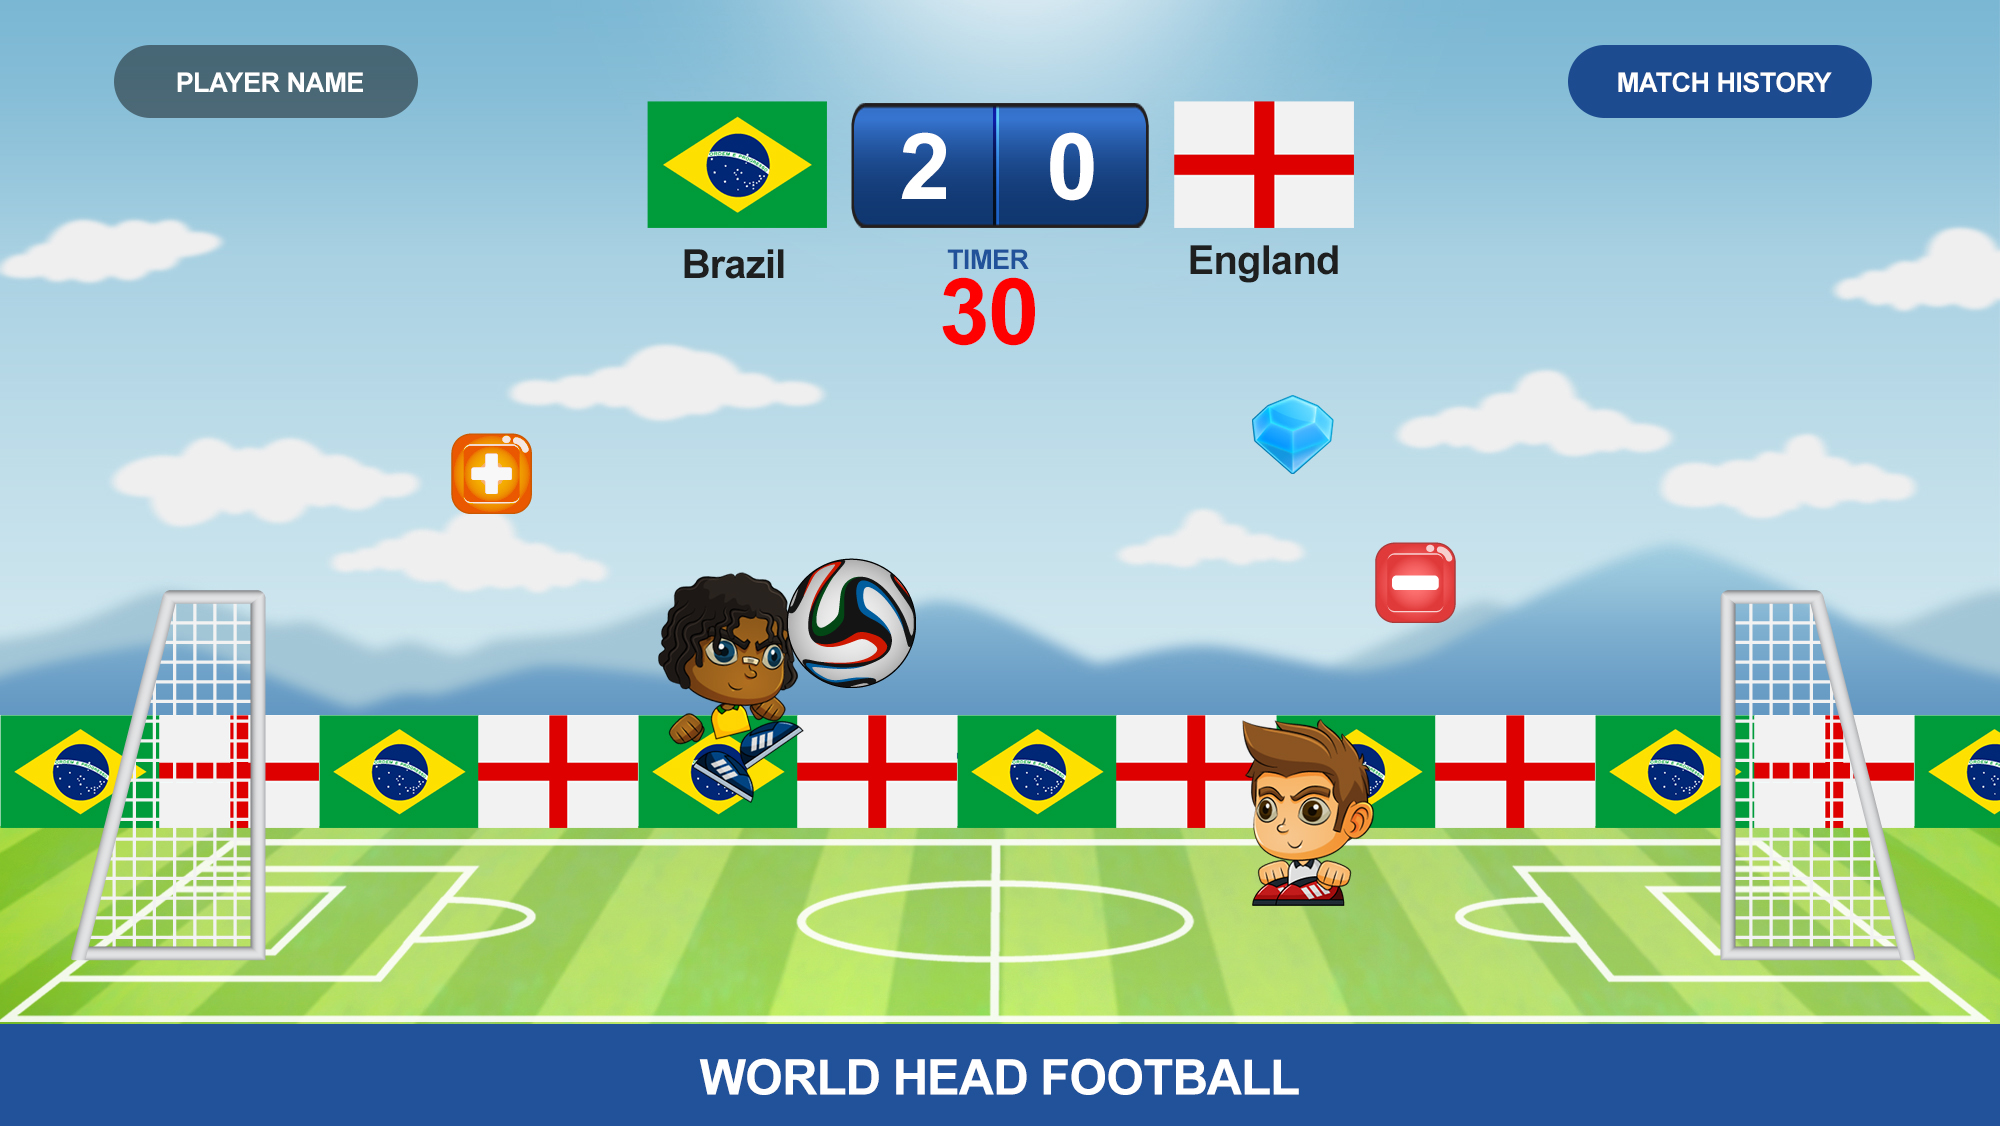 PLAYER NAME
MATCH HISTORY
2 0
Brazil
TIMER
England
30
WORLD HEAD FOOTBALL